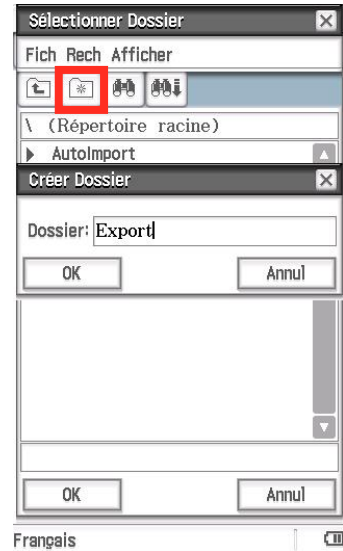 Sélectionner Dossier
Fich Rech Afficher
\ (Répertoire racine)
AutoImport
Créer Dossier
Dossier: Export
OK Annul
OK Annul
Français